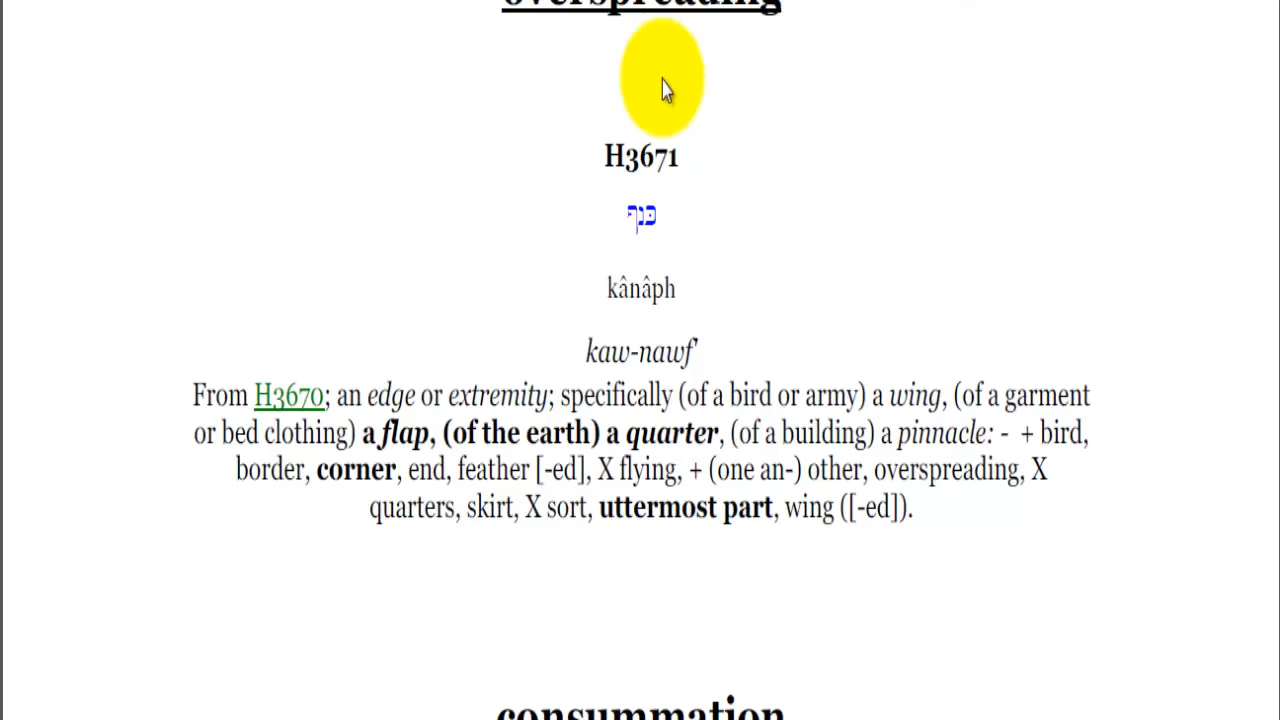 overspreading
H3671
כנף
kânâph
kaw-nawf'
From H3670; an edge or extremity; specifically (of a bird or army) a wing, (of a garment
or bed clothing) a flap, (of the earth) a quarter, (of a building) a pinnacle: - + bird,
border, corner, end, feather [-ed], X flying, + (one an-) other, overspreading, X
quarters, skirt, X sort, uttermost part, wing ([-ed]).
consummation